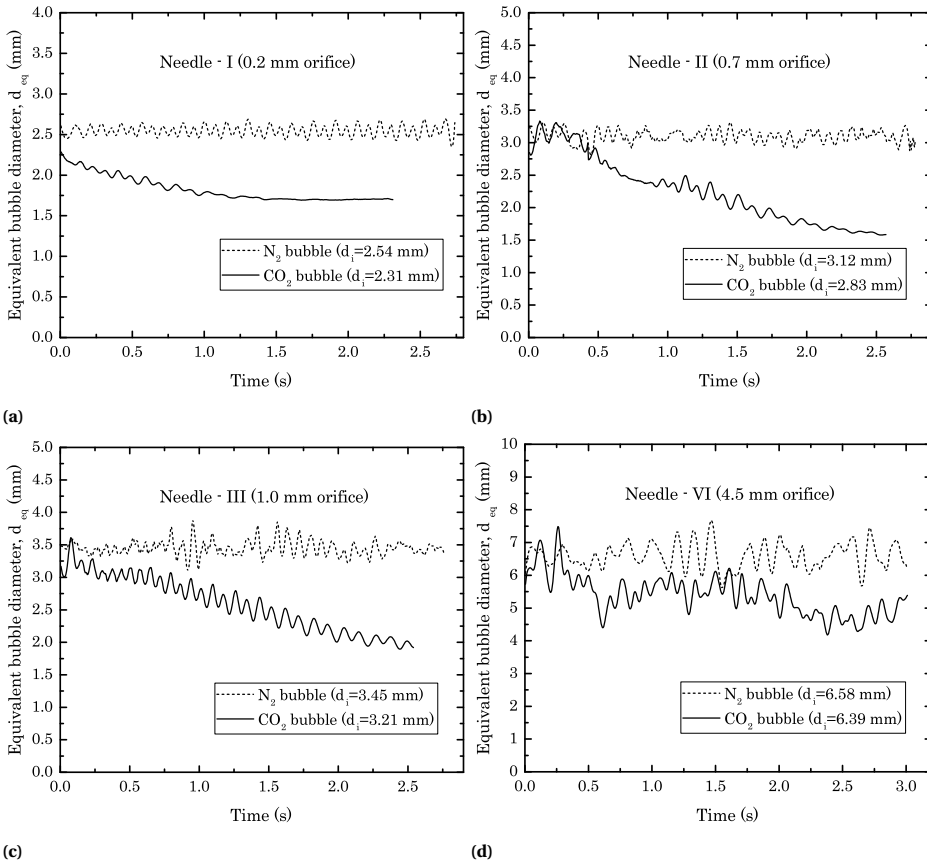 4.0
3.5
3.0
2.5
2.0
1.5
1.0
0.5
0.0
Equivalent bubble diameter, d_eq (mm)
Needle - I (0.2 mm orifice)
N₂ bubble (dᵢ=2.54 mm)
CO₂ bubble (dᵢ=2.31 mm)
0.0 0.5 1.0 1.5 2.0 2.5
Time (s)
(a)
5.0
4.5
4.0
3.5
3.0
2.5
2.0
1.5
1.0
0.5
0.0
Equivalent bubble diameter, d_eq (mm)
Needle - II (0.7 mm orifice)
N₂ bubble (dᵢ=3.12 mm)
CO₂ bubble (dᵢ=2.83 mm)
0.0 0.5 1.0 1.5 2.0 2.5
Time (s)
(b)
5.0
4.5
4.0
3.5
3.0
2.5
2.0
1.5
1.0
0.5
0.0
Equivalent bubble diameter, d_eq (mm)
Needle - III (1.0 mm orifice)
N₂ bubble (dᵢ=3.45 mm)
CO₂ bubble (dᵢ=3.21 mm)
0.0 0.5 1.0 1.5 2.0 2.5
Time (s)
(c)
10
9
8
7
6
5
4
3
2
1
0
Equivalent bubble diameter, d_eq (mm)
Needle - VI (4.5 mm orifice)
N₂ bubble (dᵢ=6.58 mm)
CO₂ bubble (dᵢ=6.39 mm)
0.0 0.5 1.0 1.5 2.0 2.5 3.0
Time (s)
(d)